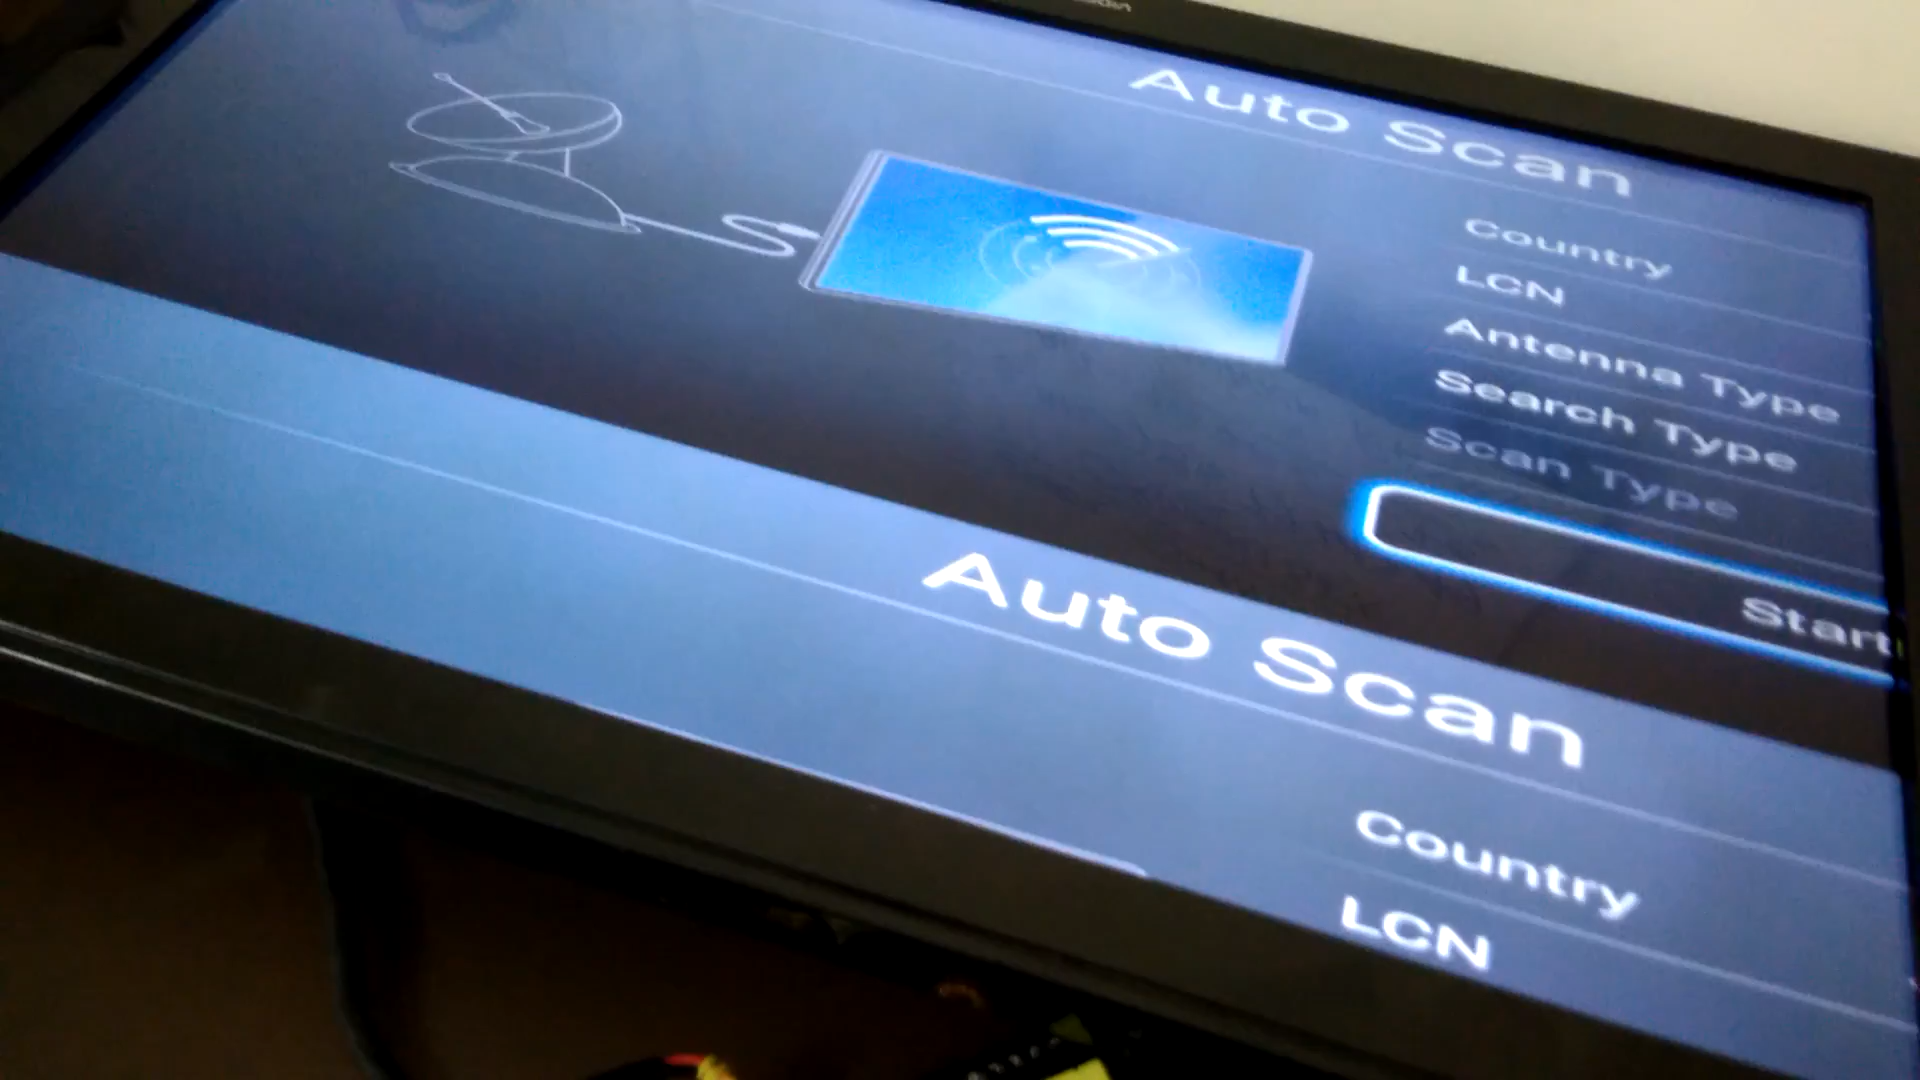 Auto Scan
Country
LCN
Antenna Type
Search Type
Scan Type
Start
Auto Scan
Country
LCN